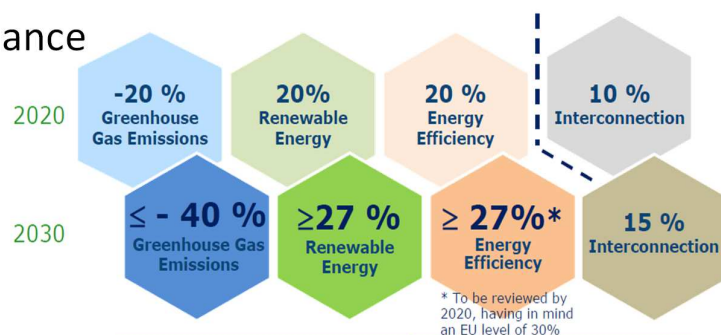 ance
2020
-20 %
Greenhouse
Gas Emissions
20%
Renewable
Energy
20 %
Energy
Efficiency
10 %
Interconnection
2030
≤ - 40 %
Greenhouse Gas
Emissions
≥27 %
Renewable
Energy
≥ 27%*
Energy
Efficiency
15 %
Interconnection
* To be reviewed by
2020, having in mind
an EU level of 30%